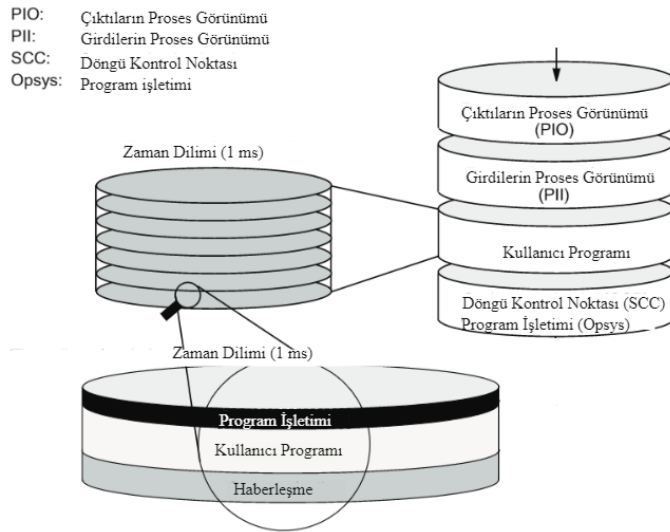 PIO: Çıktıların Proses Görünümü
PII: Girdilerin Proses Görünümü
SCC: Döngü Kontrol Noktası
Opsys: Program işletimi
Zaman Dilimi (1 ms)
Çıktıların Proses Görünümü
(PIO)
Girdilerin Proses Görünümü
(PII)
Kullanıcı Programı
Döngü Kontrol Noktası (SCC)
Program İşletimi (Opsys)
Zaman Dilimi (1 ms)
Program İşletimi
Kullanıcı Programı
Haberleşme